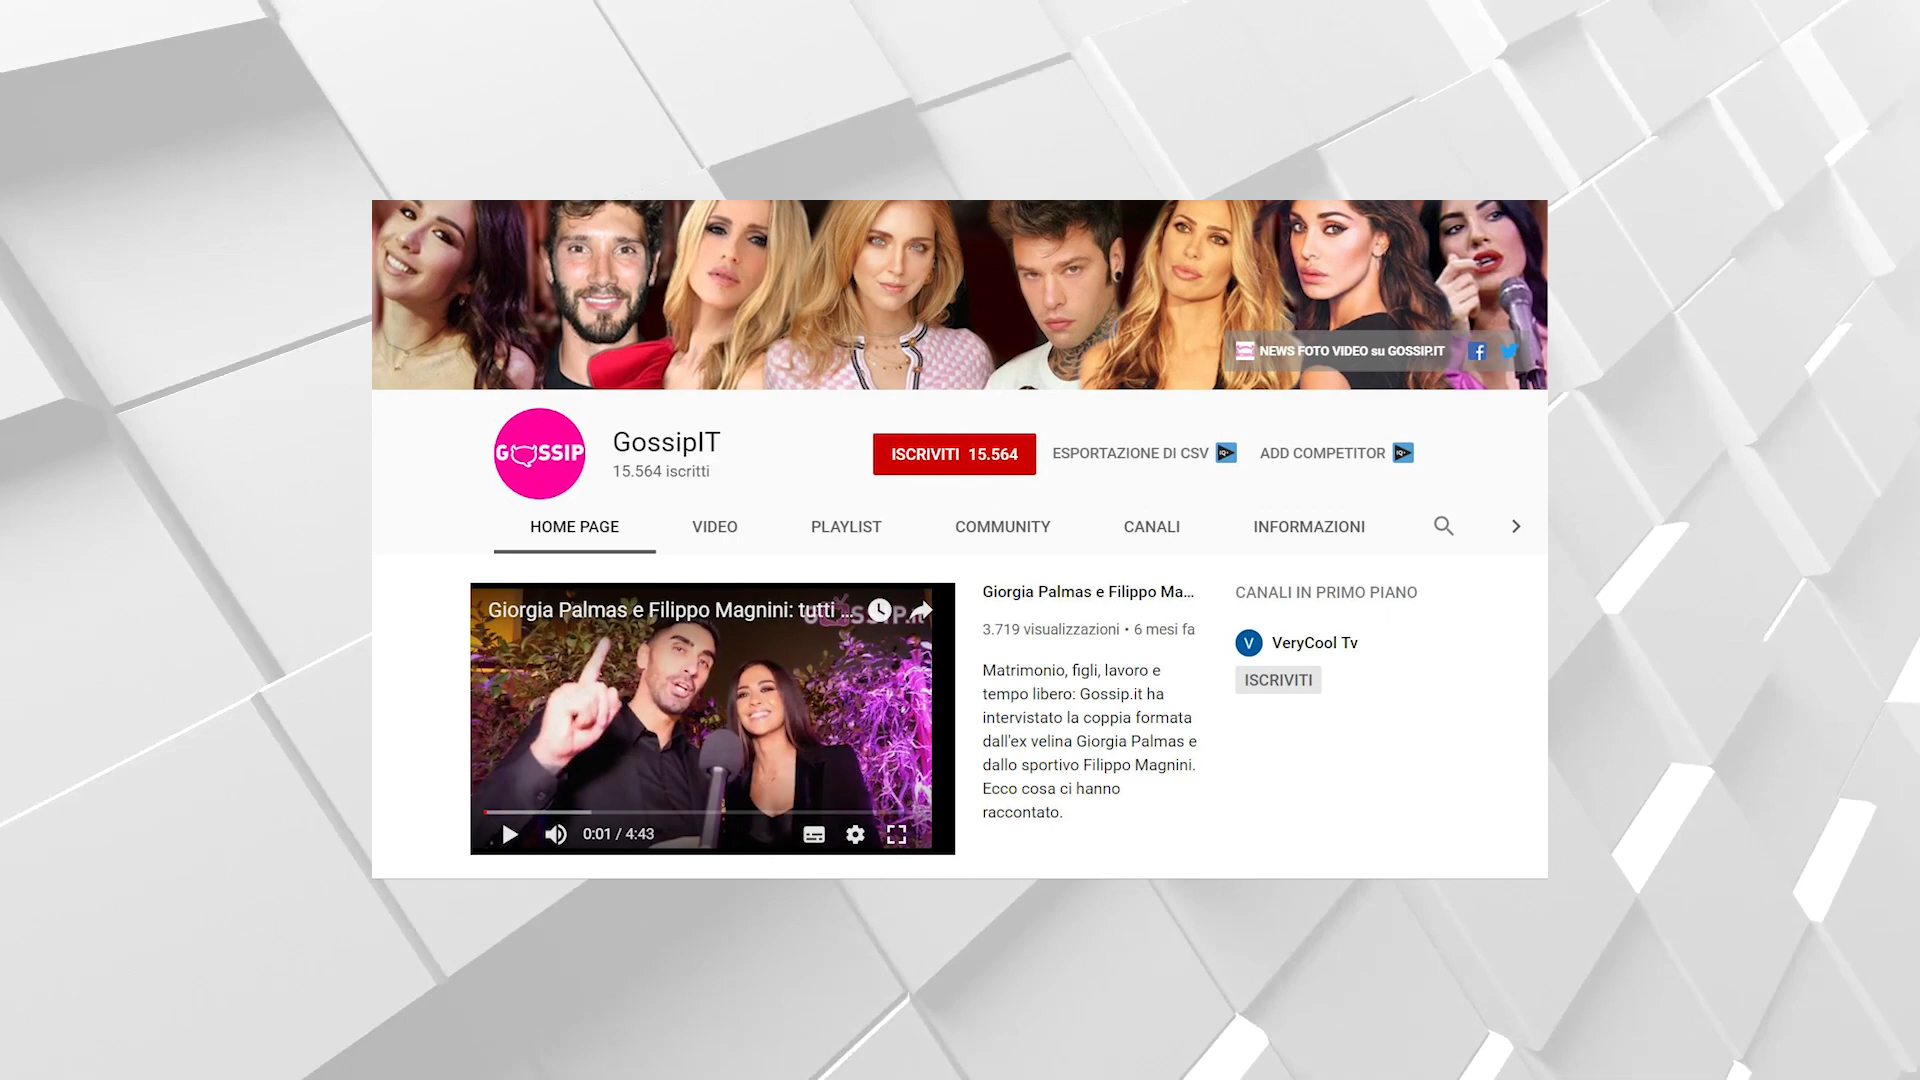 NEWS FOTO VIDEO su GOSSIP.IT
GOSSIP
GossipIT
15.564 iscritti
ISCRIVITI 15.564
ESPORTAZIONE DI CSV IQ+
ADD COMPETITOR IQ+
HOME PAGE
VIDEO
PLAYLIST
COMMUNITY
CANALI
INFORMAZIONI
Giorgia Palmas e Filippo Magnini: tutti ...
GOSSIP.it
0:01 / 4:43
Giorgia Palmas e Filippo Ma...
3.719 visualizzazioni • 6 mesi fa
Matrimonio, figli, lavoro e
tempo libero: Gossip.it ha
intervistato la coppia formata
dall'ex velina Giorgia Palmas e
dallo sportivo Filippo Magnini.
Ecco cosa ci hanno
raccontato.
CANALI IN PRIMO PIANO
V VeryCool Tv
ISCRIVITI